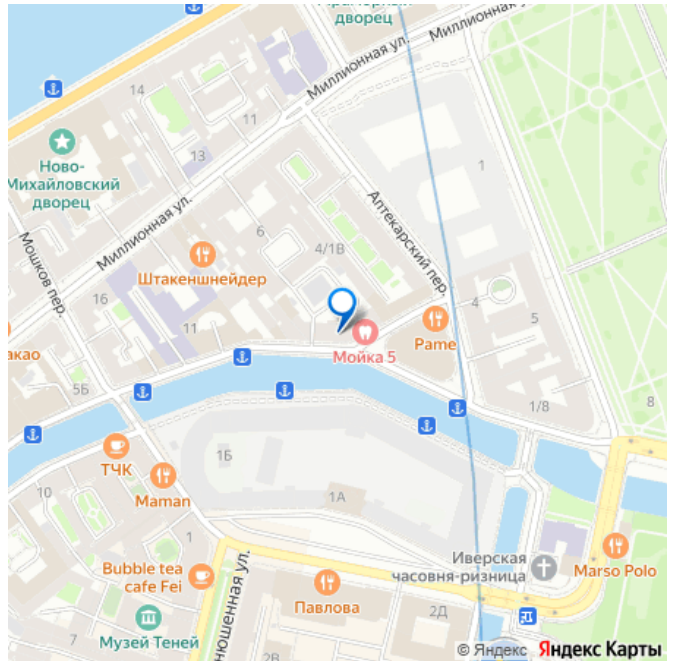 дворец
Миллионная ул.
Миллионная
14
11
13
Ново-
Михайловский
дворец
1
Миллионная ул.
Аптекарский пер.
6
4/1В
Мошков пер.
Штакеншнейдер
16
11
4
5
Pame
Мойка 5
5Б
1/8
8
ТЧК
1Б
Maman
10
1А
1
Иверская
часовня-ризница
Marso Polo
Bubble tea
cafe Fei
Павлова
2Д
Музей Теней
7
2В
© Яндекс Яндекс Карты